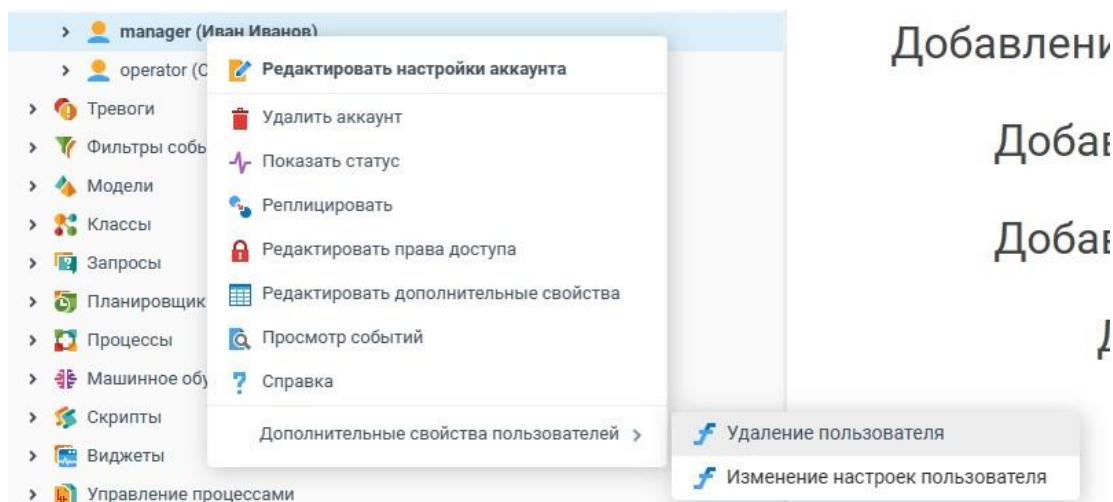 manager (Иван Иванов)
operator (О
Тревоги
Фильтры собы
Модели
Классы
Запросы
Планировщик
Процессы
Машинное обу
Скрипты
Виджеты
Управление процессами
Редактировать настройки аккаунта
Удалить аккаунт
Показать статус
Реплицировать
Редактировать права доступа
Редактировать дополнительные свойства
Просмотр событий
Справка
Дополнительные свойства пользователей
Удаление пользователя
Изменение настроек пользователя
Добавлени
Добав
Добав